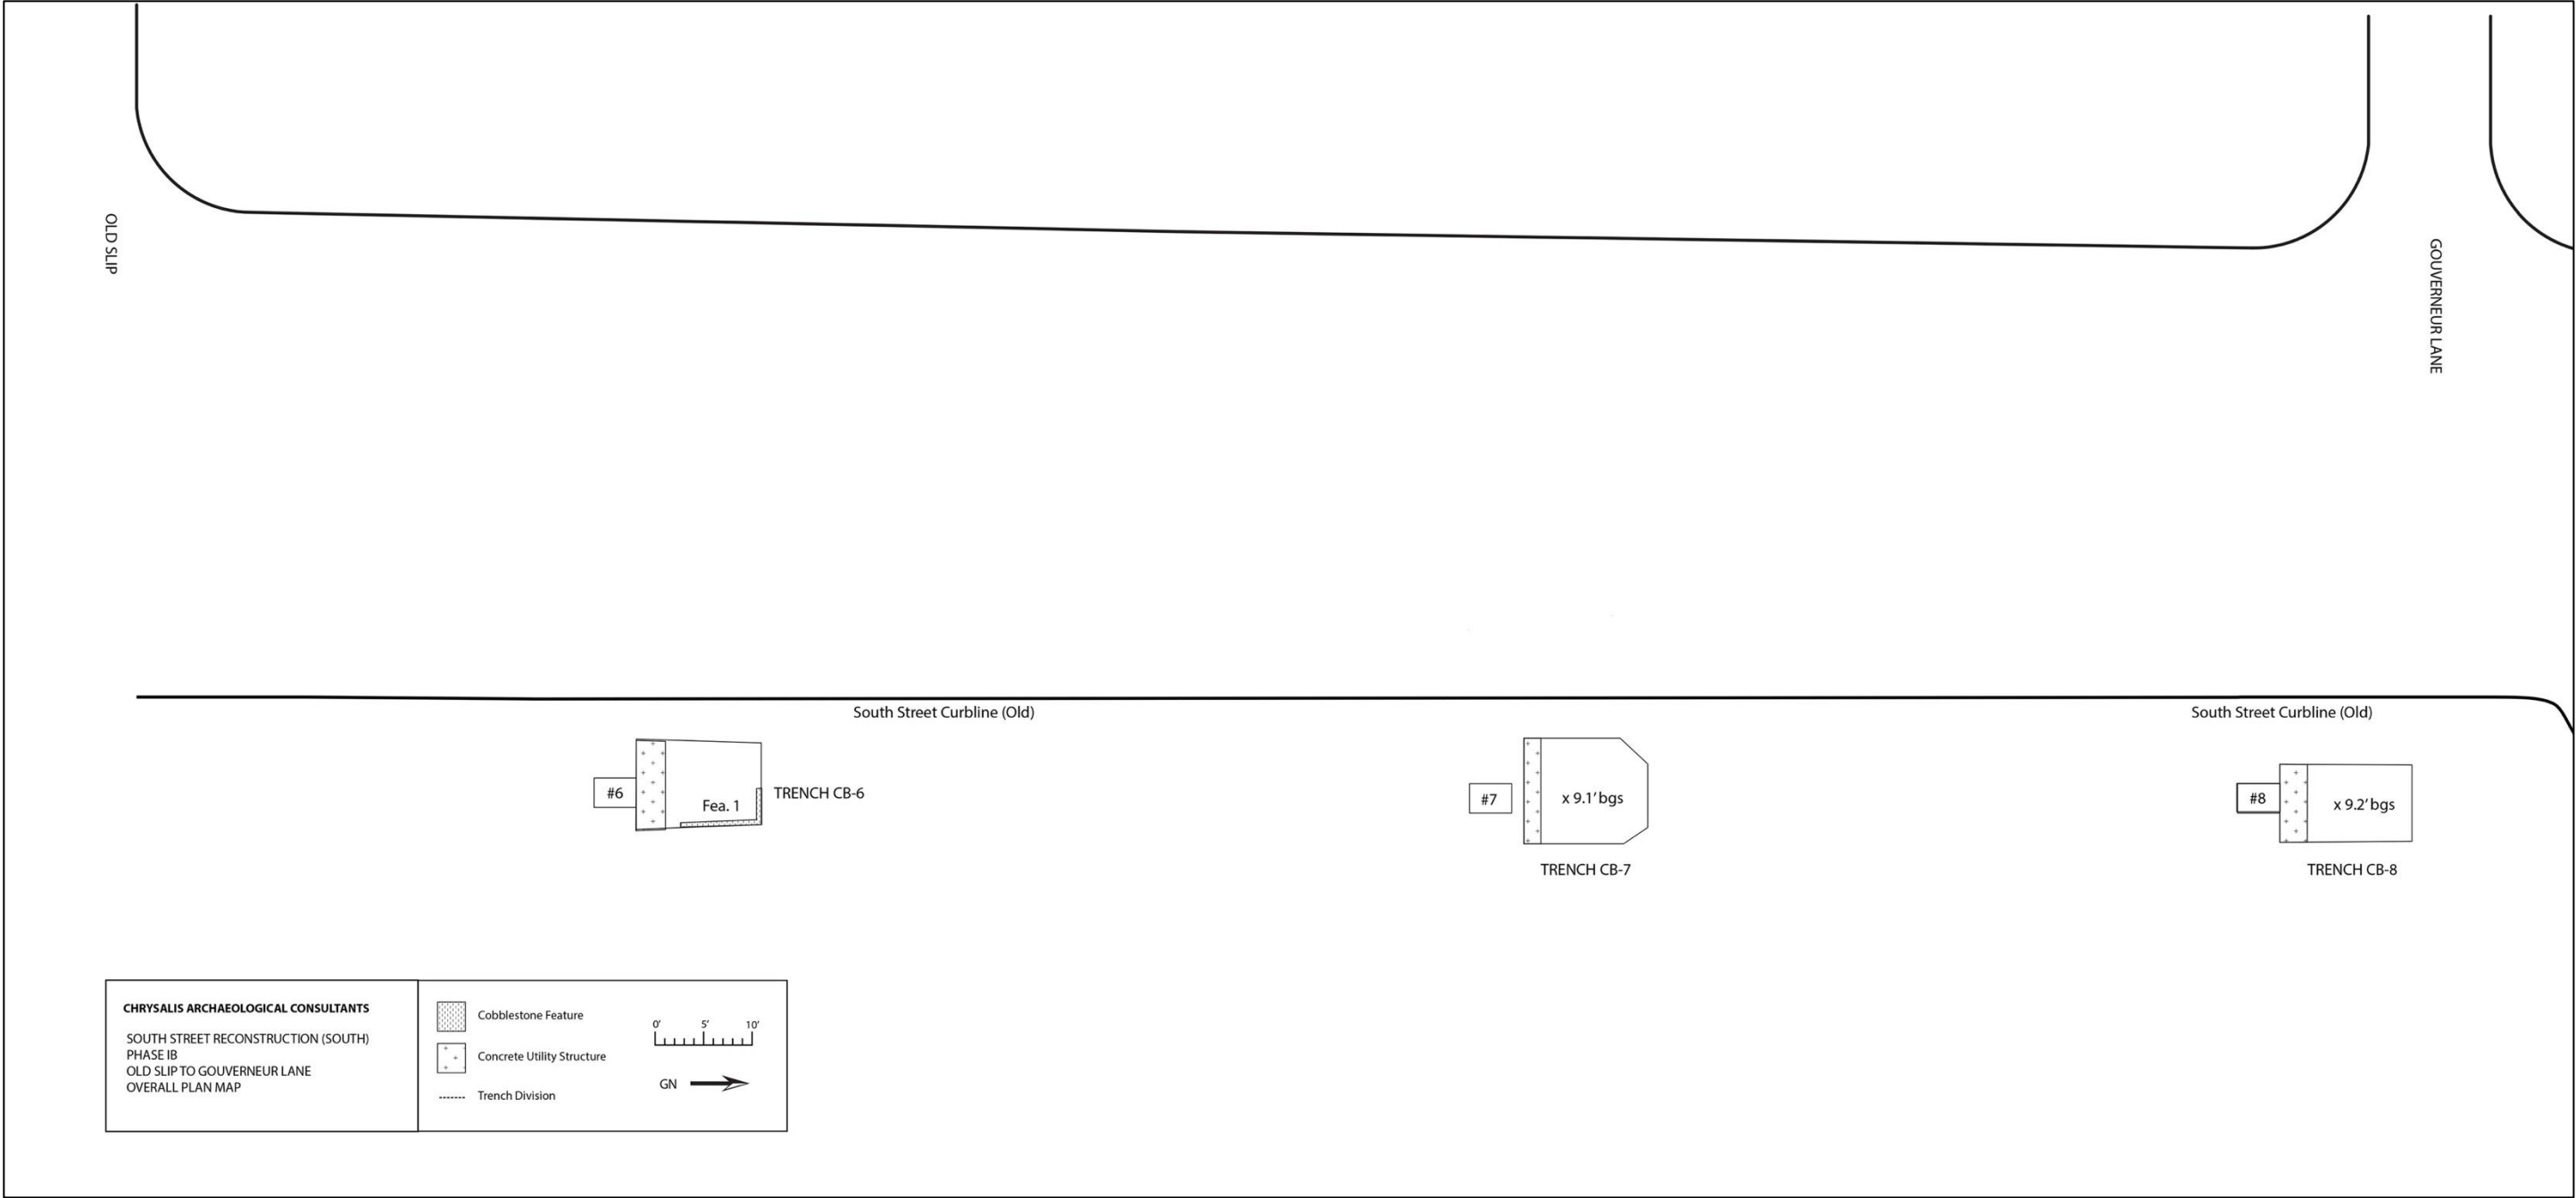 OLD SLIP
GOUVERNEUR LANE
South Street Curbline (Old)
South Street Curbline (Old)
#6
Fea. 1
TRENCH CB-6
#7
x 9.1' bgs
TRENCH CB-7
#8
x 9.2' bgs
TRENCH CB-8
CHRYSALIS ARCHAEOLOGICAL CONSULTANTS
SOUTH STREET RECONSTRUCTION (SOUTH)
PHASE IB
OLD SLIP TO GOUVERNEUR LANE
OVERALL PLAN MAP
Cobblestone Feature
Concrete Utility Structure
Trench Division
0' 5' 10'
GN